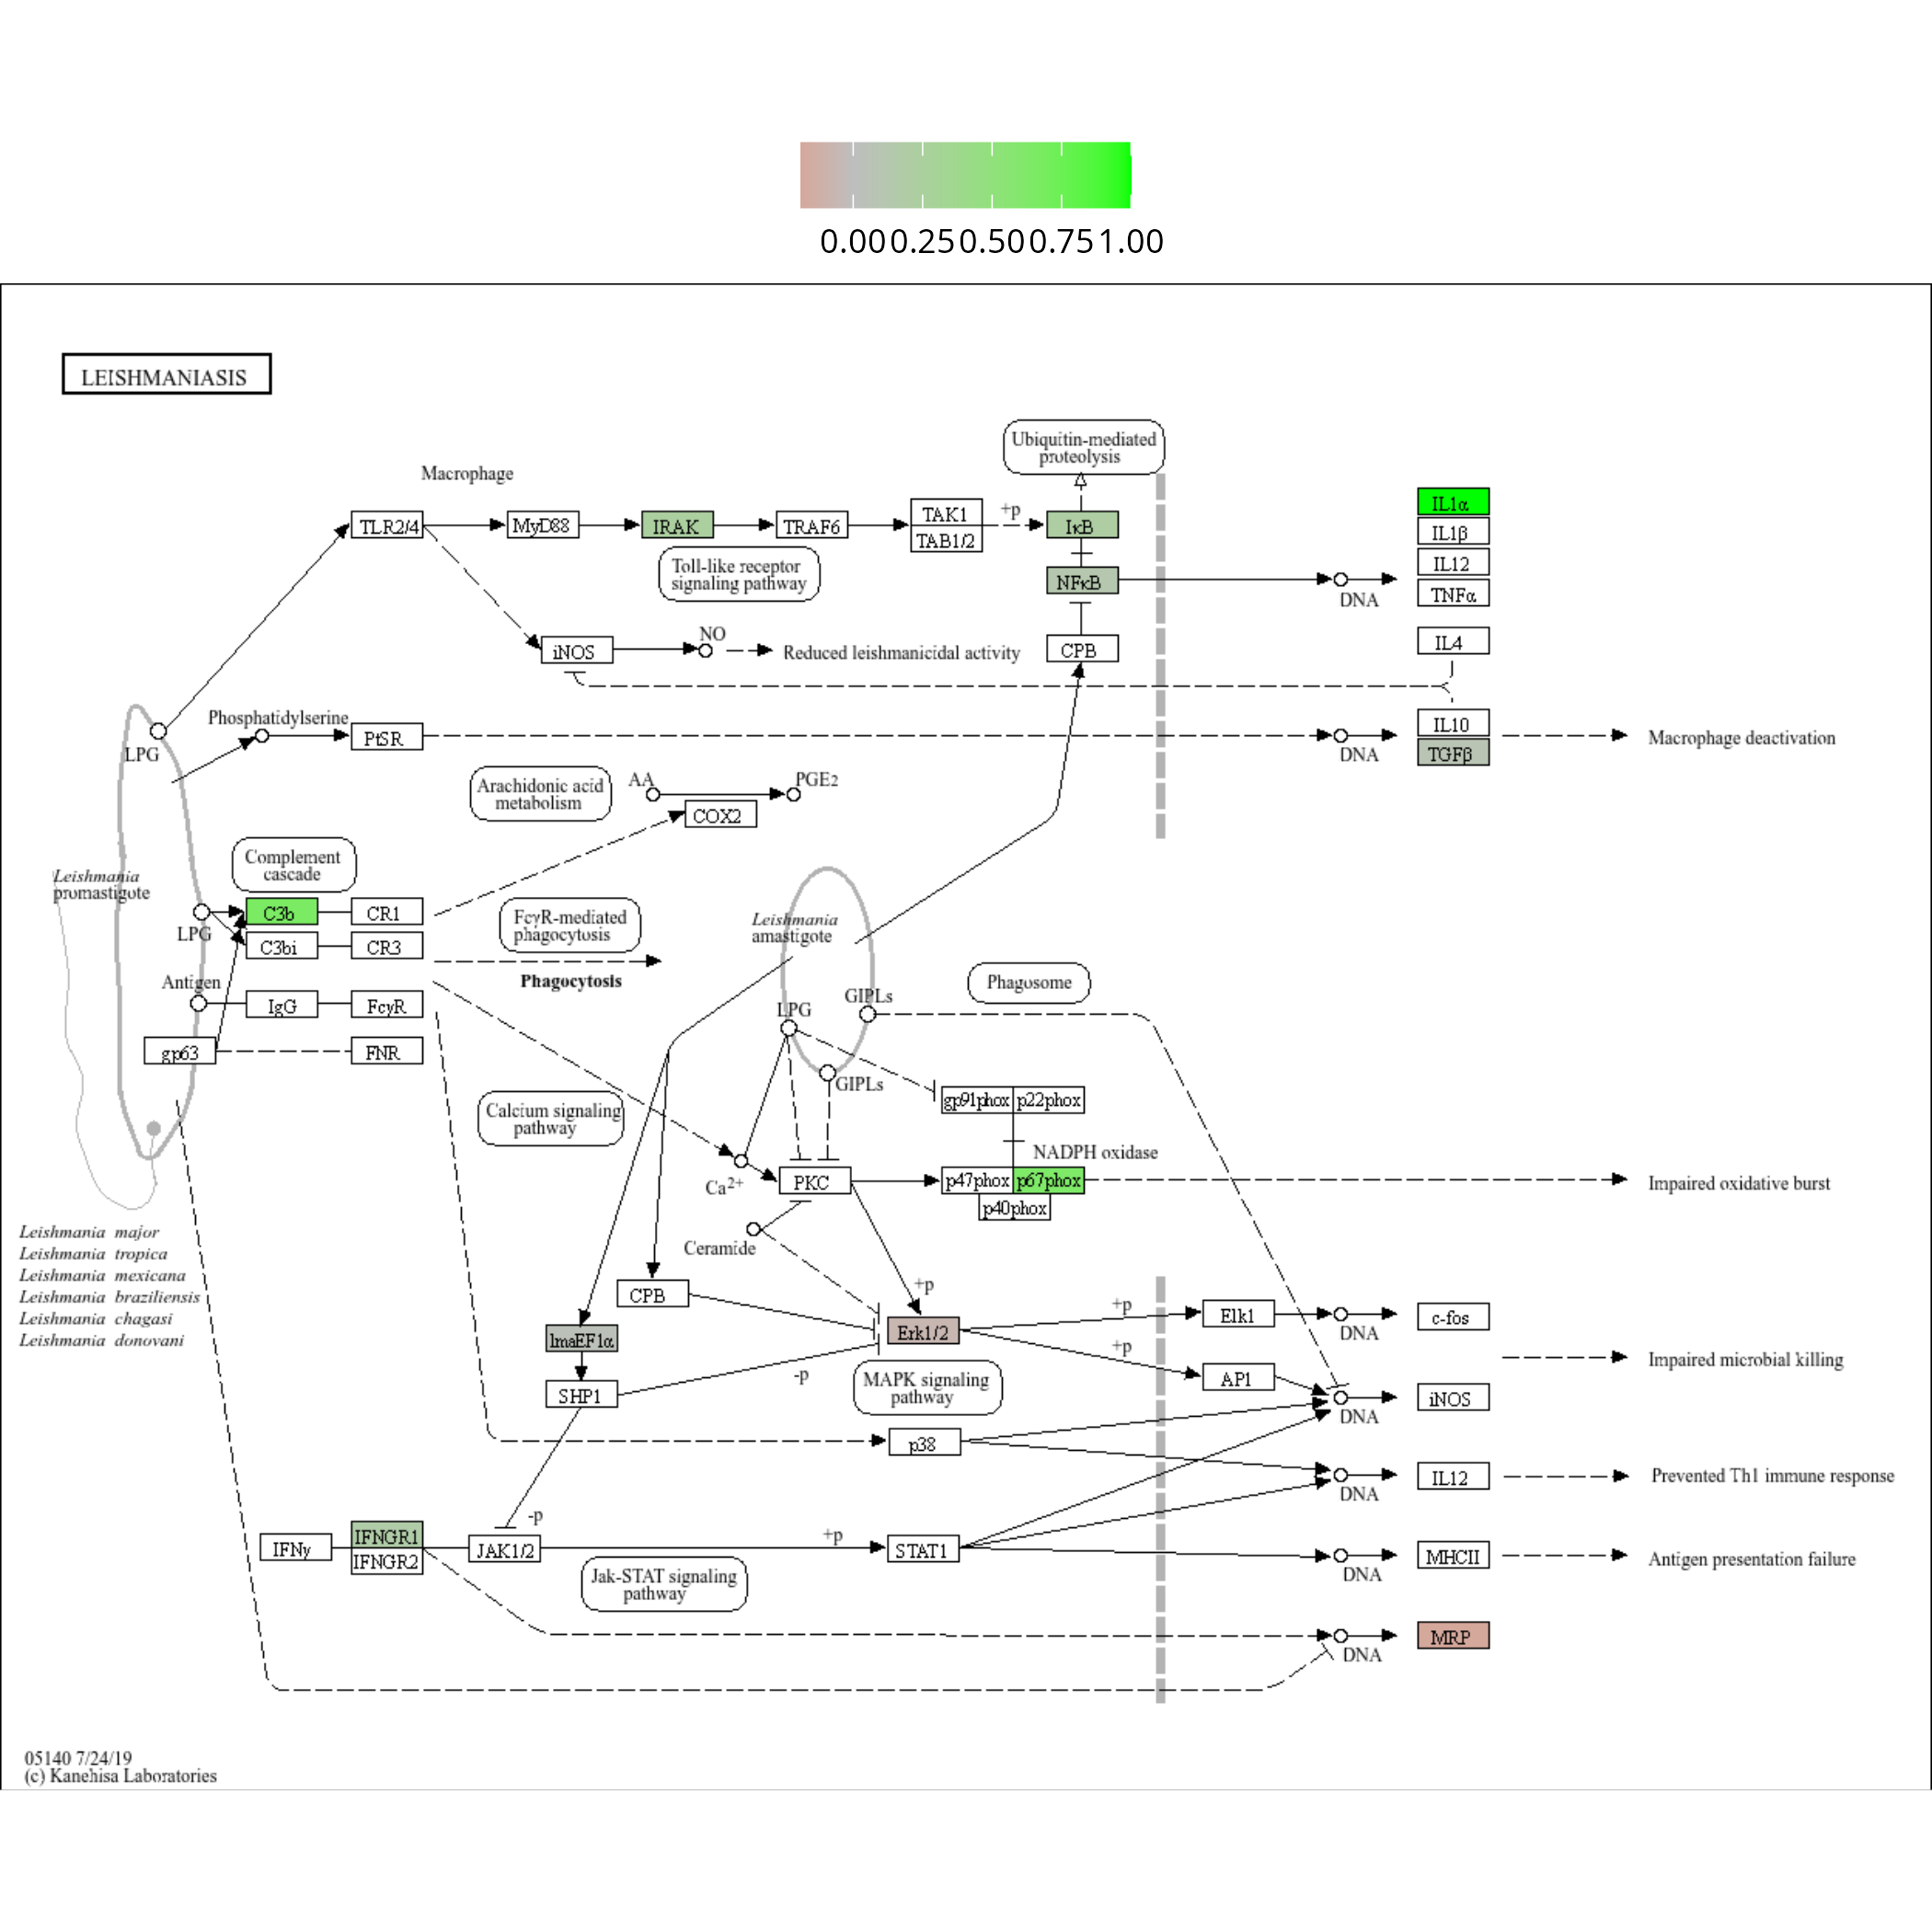 0.00 0.25 0.50 0.75 1.00
LEISHMANIASIS
Ubiquitin-mediated
proteolysis
Macrophage
TLR2/4
MyD88
IRAK
TRAF6
TAK1
TAB1/2
+p
IκB
Toll-like receptor
signaling pathway
NFκB
DNA
IL1α
IL1β
IL12
TNFα
iNOS
NO
Reduced leishmanicidal activity
CPB
IL4
LPG
Phosphatidylserine
PtSR
DNA
IL10
TGFβ
Macrophage deactivation
Arachidonic acid
metabolism
AA
PGE2
COX2
Leishmania
promastigote
Complement
cascade
C3b
CR1
LPG
C3bi
CR3
FcγR-mediated
phagocytosis
Phagocytosis
Leishmania
amastigote
Antigen
IgG
FcγR
gp63
FNR
LPG
GIPLs
Phagosome
GIPLs
Calcium signaling
pathway
gp91phox
p22phox
NADPH oxidase
Ca2+
PKC
p47phox
p67phox
p40phox
Impaired oxidative burst
Ceramide
Leishmania major
Leishmania tropica
Leishmania mexicana
Leishmania braziliensis
Leishmania chagasi
Leishmania donovani
CPB
+p
lmaEF1α
Erk1/2
+p
Elk1
DNA
c-fos
SHP1
-p
MAPK signaling
pathway
+p
AP1
DNA
iNOS
Impaired microbial killing
p38
DNA
IL12
Prevented Th1 immune response
IFNγ
IFNGR1
IFNGR2
-p
JAK1/2
+p
STAT1
DNA
MHCII
Antigen presentation failure
Jak-STAT signaling
pathway
DNA
MRP
05140 7/24/19
(c) Kanehisa Laboratories